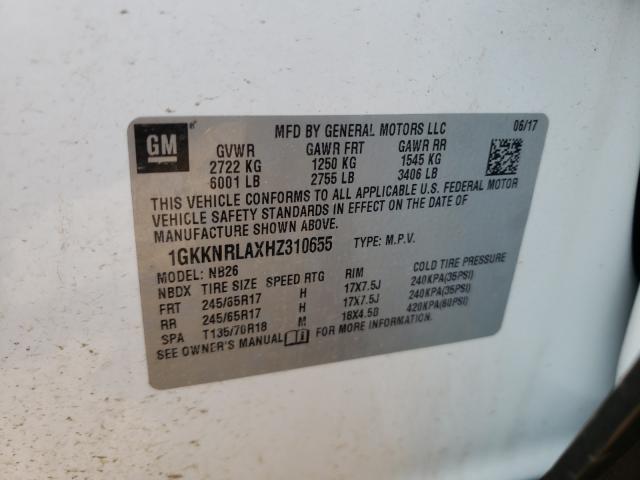 GM
MFD BY GENERAL MOTORS LLC 06/17
GVWR GAWR FRT GAWR RR
2722 KG 1250 KG 1545 KG
6001 LB 2755 LB 3406 LB
THIS VEHICLE CONFORMS TO ALL APPLICABLE U.S. FEDERAL MOTOR
VEHICLE SAFETY STANDARDS IN EFFECT ON THE DATE OF
MANUFACTURE SHOWN ABOVE.
1GKKNRLAXHZ310655 TYPE: M.P.V.
MODEL: NB26
NBDX TIRE SIZE SPEED RTG RIM COLD TIRE PRESSURE
FRT 245/65R17 H 17X7.5J 240KPA(35PSI)
RR 245/65R17 H 17X7.5J 240KPA(35PSI)
SPA T135/70R18 M 18X4.5B 420KPA(60PSI)
SEE OWNER'S MANUAL FOR MORE INFORMATION.